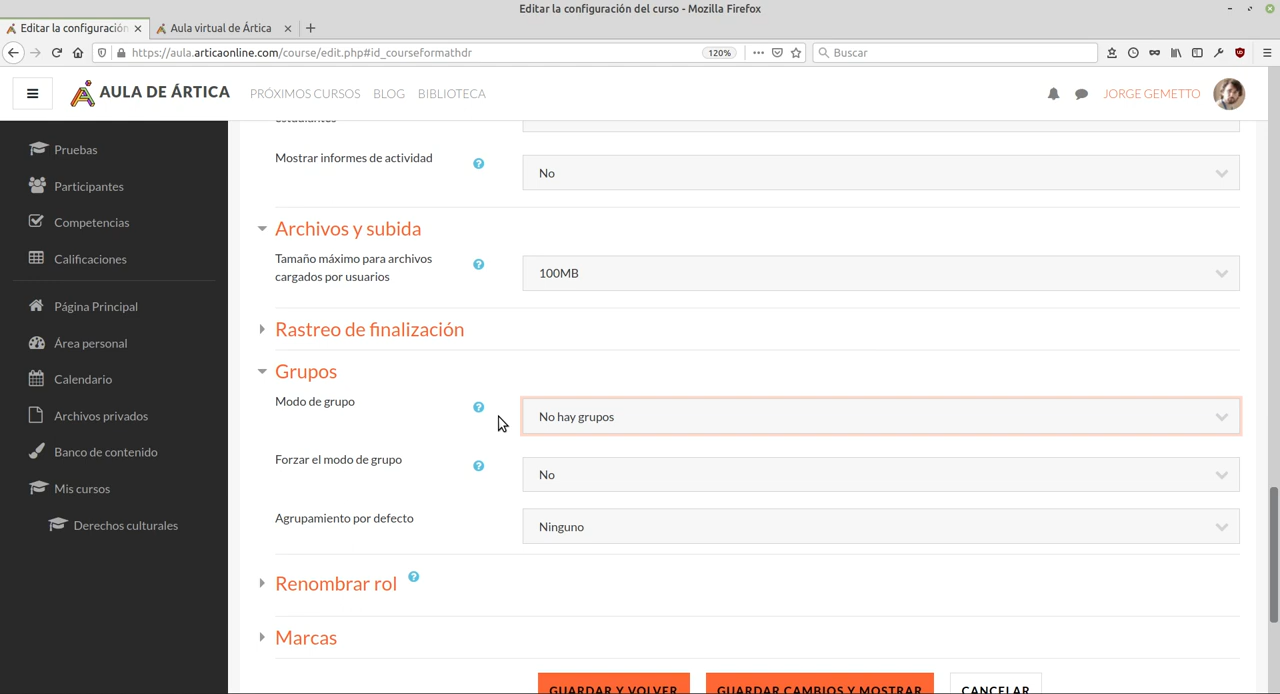 Editar la configuración del curso - Mozilla Firefox
Editar la configuración
Aula virtual de Ártica
https://aula.articaonline.com/course/edit.php#id_courseformathdr
120%
Buscar
AULA DE ÁRTICA
PRÓXIMOS CURSOS
BLOG
BIBLIOTECA
JORGE GEMETTO
Pruebas
Participantes
Competencias
Calificaciones
Página Principal
Área personal
Calendario
Archivos privados
Banco de contenido
Mis cursos
Derechos culturales
estudiantes
Mostrar informes de actividad
No
Archivos y subida
Tamaño máximo para archivos
cargados por usuarios
100MB
Rastreo de finalización
Grupos
Modo de grupo
No hay grupos
Forzar el modo de grupo
No
Agrupamiento por defecto
Ninguno
Renombrar rol
Marcas
GUARDAR Y VOLVER
GUARDAR CAMBIOS Y MOSTRAR
CANCELAR